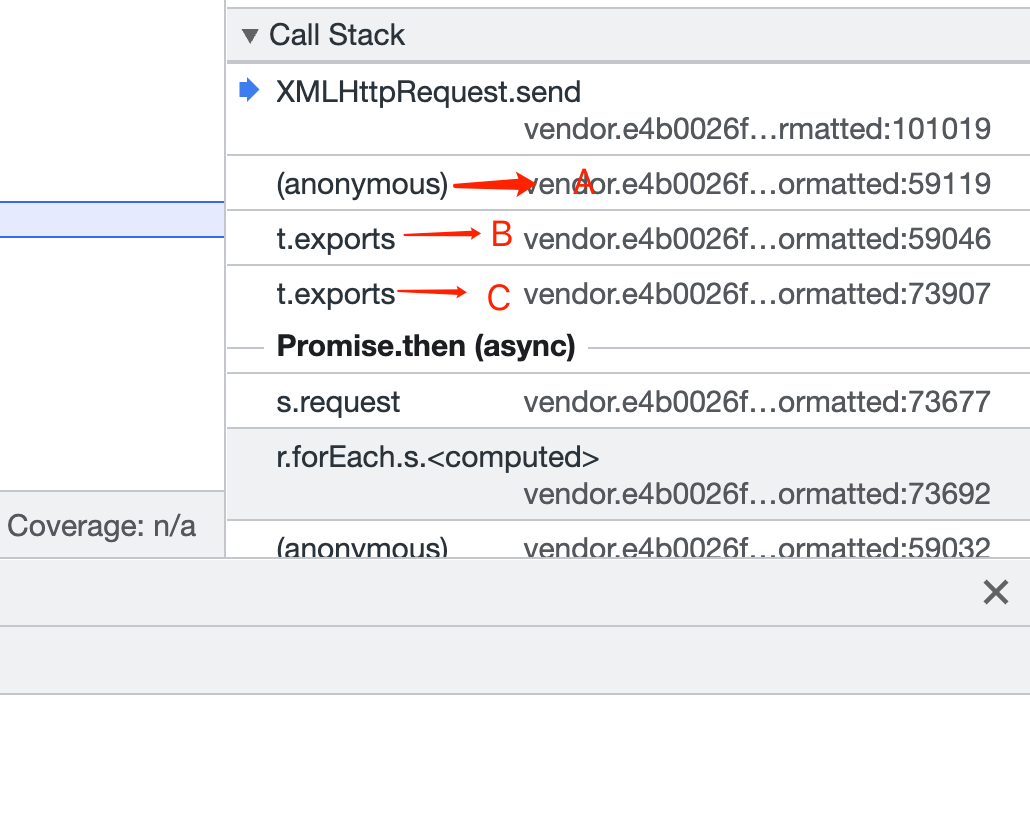 Call Stack
XMLHttpRequest.send
vendor.e4b0026f…rmatted:101019
(anonymous) A vendor.e4b0026f…ormatted:59119
t.exports B vendor.e4b0026f…ormatted:59046
t.exports C vendor.e4b0026f…ormatted:73907
Promise.then (async)
s.request vendor.e4b0026f…ormatted:73677
r.forEach.s.<computed>
vendor.e4b0026f…ormatted:73692
Coverage: n/a
(anonymous) vendor.e4b0026f…ormatted:59032